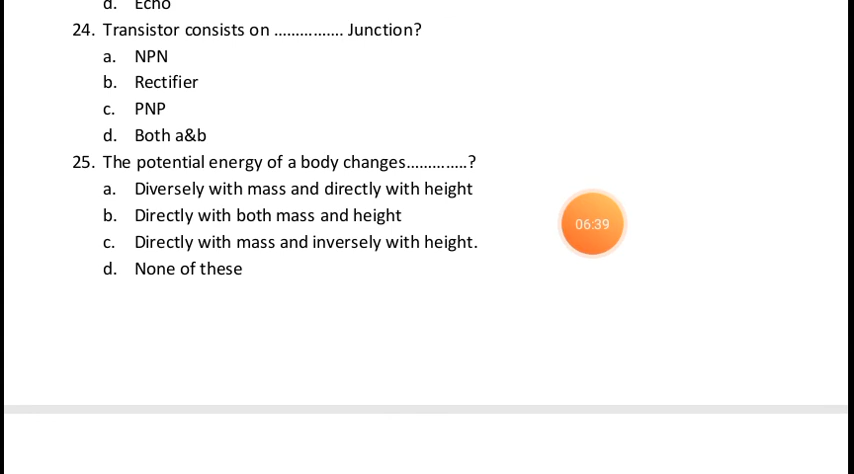 d. Echo
24. Transistor consists on ................ Junction?
a. NPN
b. Rectifier
c. PNP
d. Both a&b
25. The potential energy of a body changes..............?
a. Diversely with mass and directly with height
b. Directly with both mass and height
06:39
c. Directly with mass and inversely with height.
d. None of these